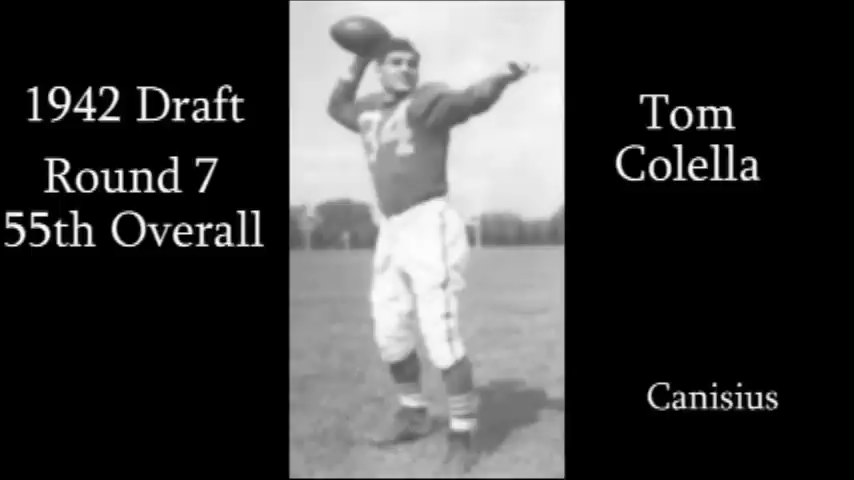 1942 Draft
Round 7
55th Overall
Tom
Colella
Canisius
34